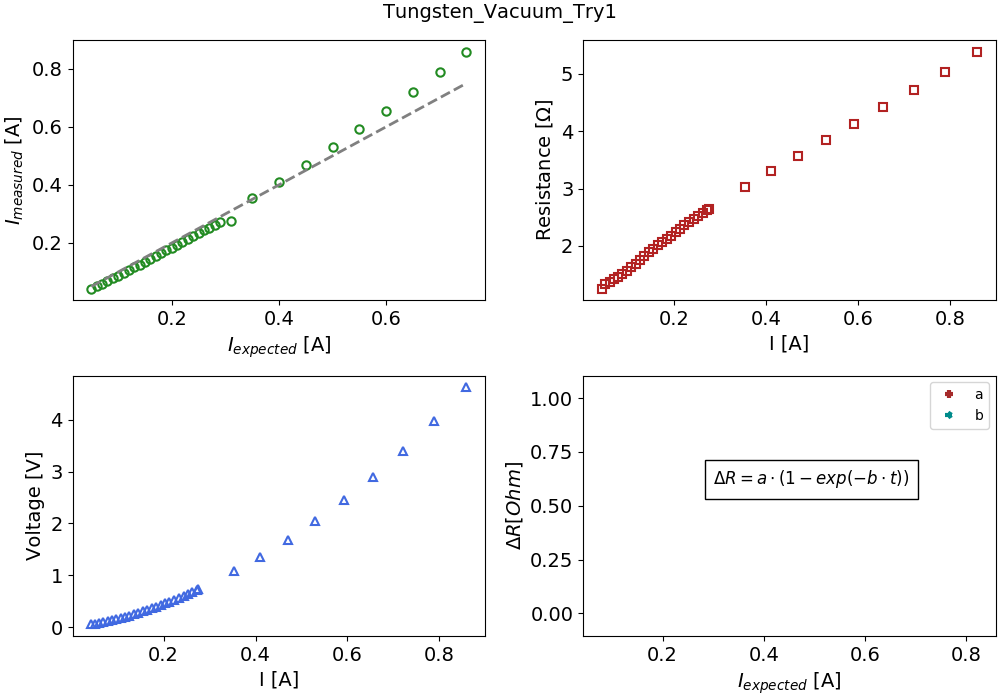 Tungsten_Vacuum_Try1
0.8
0.6
0.4
0.2
I_measured [A]
0.2 0.4 0.6
I_expected [A]
5
4
3
2
Resistance [Ω]
0.2 0.4 0.6 0.8
I [A]
4
3
2
1
0
Voltage [V]
0.2 0.4 0.6 0.8
I [A]
1.00
0.75
0.50
0.25
0.00
ΔR[Ohm]
a
b
ΔR = a · (1 − exp(−b · t))
0.2 0.4 0.6 0.8
I_expected [A]